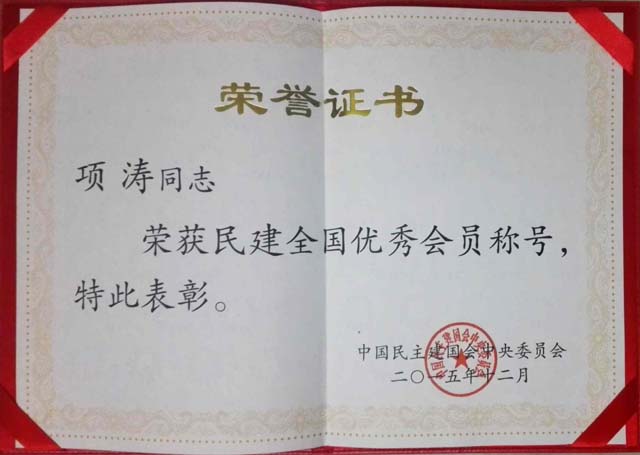 荣誉证书
项涛同志
荣获民建全国优秀会员称号，
特此表彰。
中国民主建国会中央委员会
二〇一五年十二月